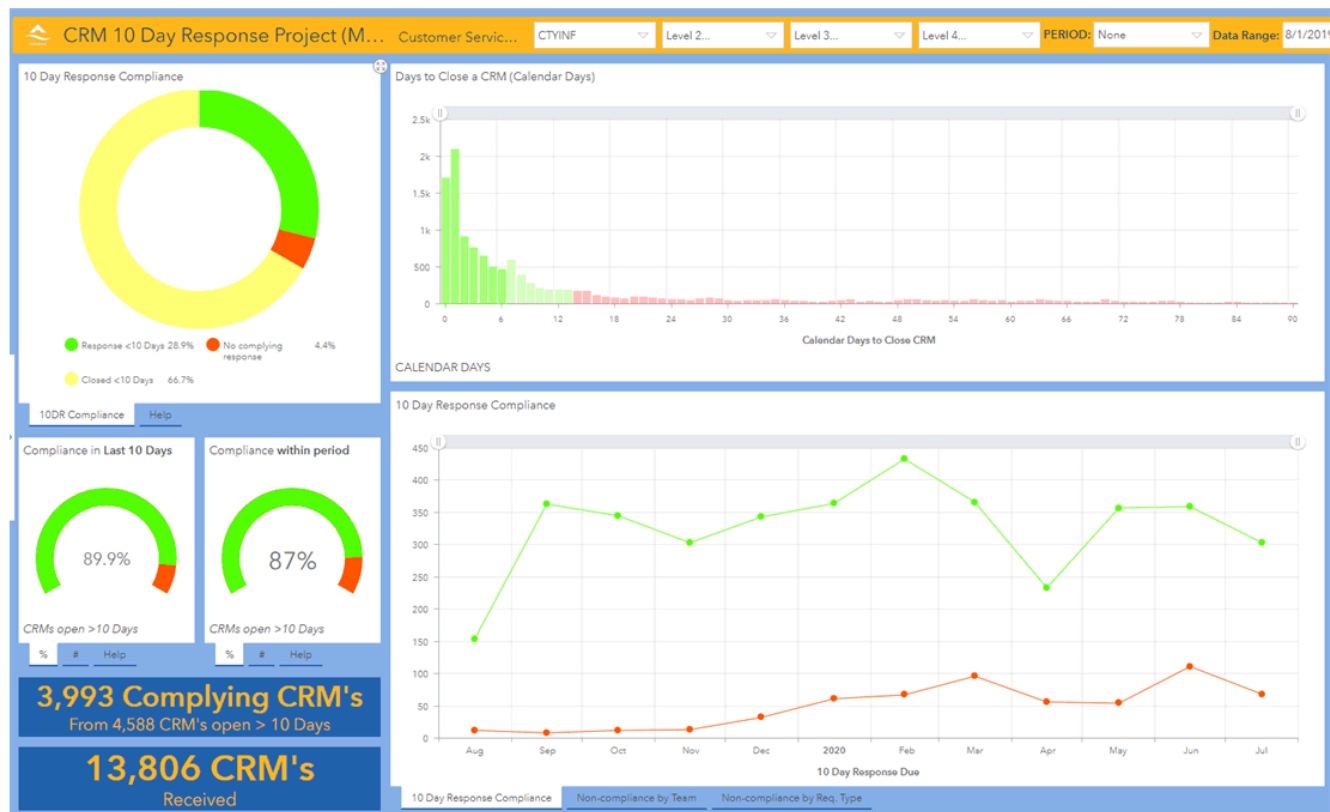 CRM 10 Day Response Project (M...
Customer Servic...
CTYINF
Level 2...
Level 3...
Level 4...
PERIOD:
None
Data Range:
8/1/2019
10 Day Response Compliance
Response <10 Days 28.9%
No complying response 4.4%
Closed <10 Days 66.7%
10DR Compliance
Help
Compliance in Last 10 Days
89.9%
CRMs open >10 Days
%
#
Help
Compliance within period
87%
CRMs open >10 Days
%
#
Help
3,993 Complying CRM's
From 4,588 CRM's open > 10 Days
13,806 CRM's
Received
Days to Close a CRM (Calendar Days)
2.5k
2k
1.5k
1k
500
0
0 6 12 18 24 30 36 42 48 54 60 66 72 78 84 90
Calendar Days to Close CRM
CALENDAR DAYS
10 Day Response Compliance
450
400
350
300
250
200
150
100
50
0
Aug Sep Oct Nov Dec 2020 Feb Mar Apr May Jun Jul
10 Day Response Due
10 Day Response Compliance
Non-compliance by Team
Non-compliance by Req. Type